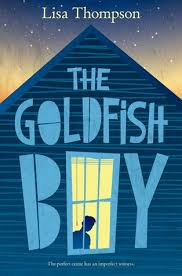 Lisa Thompson
THE
GOLDFISH
BOY
The perfect crime has an imperfect witness.